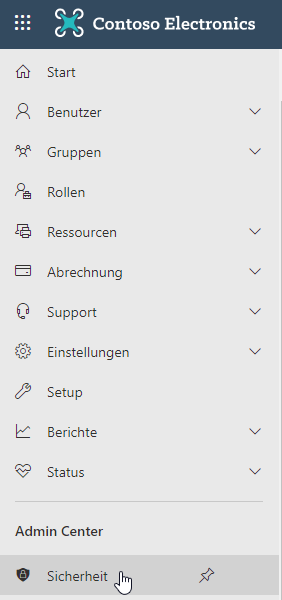 Contoso Electronics
Start
Benutzer
Gruppen
Rollen
Ressourcen
Abrechnung
Support
Einstellungen
Setup
Berichte
Status
Admin Center
Sicherheit